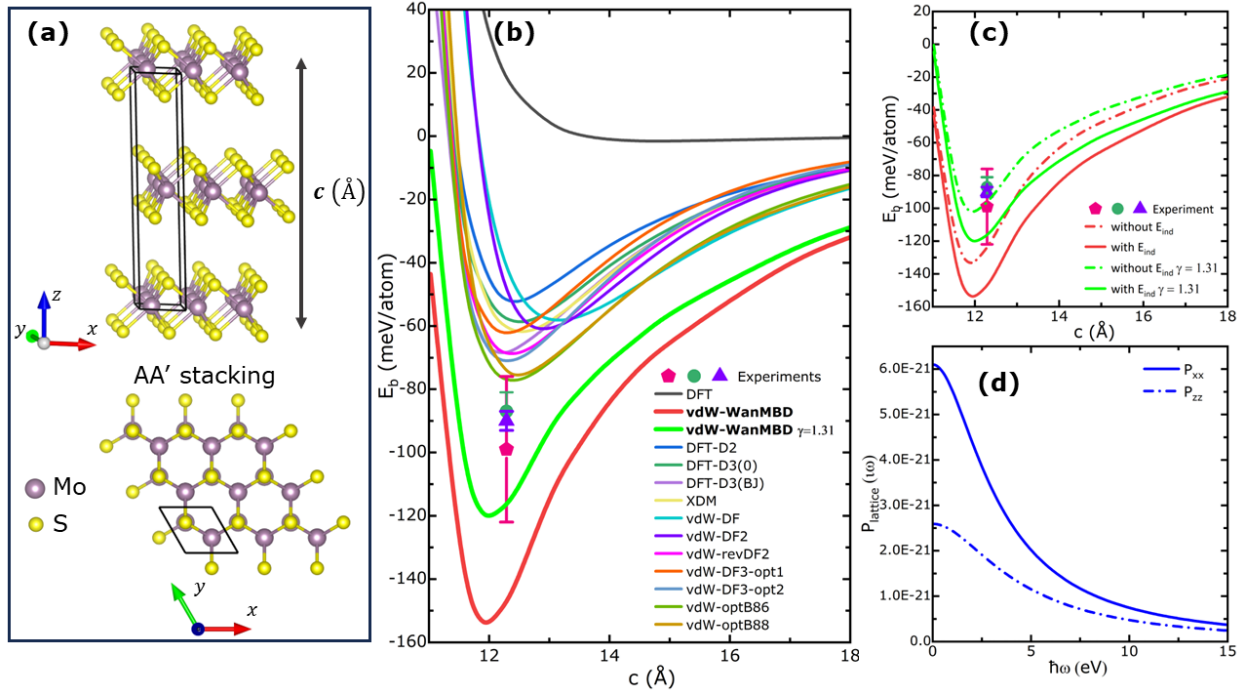 (a)
c (Å)
z
y
x
AA' stacking
Mo
S
y
x
(b)
40
20
0
-20
-40
-60
-80
-100
-120
-140
-160
E_b (meV/atom)
12
14
16
18
c (Å)
Experiments
DFT
vdW-WanMBD
vdW-WanMBD γ=1.31
DFT-D2
DFT-D3(0)
DFT-D3(BJ)
XDM
vdW-DF
vdW-DF2
vdW-revDF2
vdW-DF3-opt1
vdW-DF3-opt2
vdW-optB86
vdW-optB88
(c)
20
0
-20
-40
-60
-80
-100
-120
-140
-160
E_b (meV/atom)
11
12
13
14
15
16
17
18
c (Å)
Experiment
without E_ind
with E_ind
without E_ind γ = 1.31
with E_ind γ = 1.31
(d)
6.0E-21
5.0E-21
4.0E-21
3.0E-21
2.0E-21
1.0E-21
P_lattice (ιω)
0
5
10
15
ħω (eV)
P_xx
P_zz